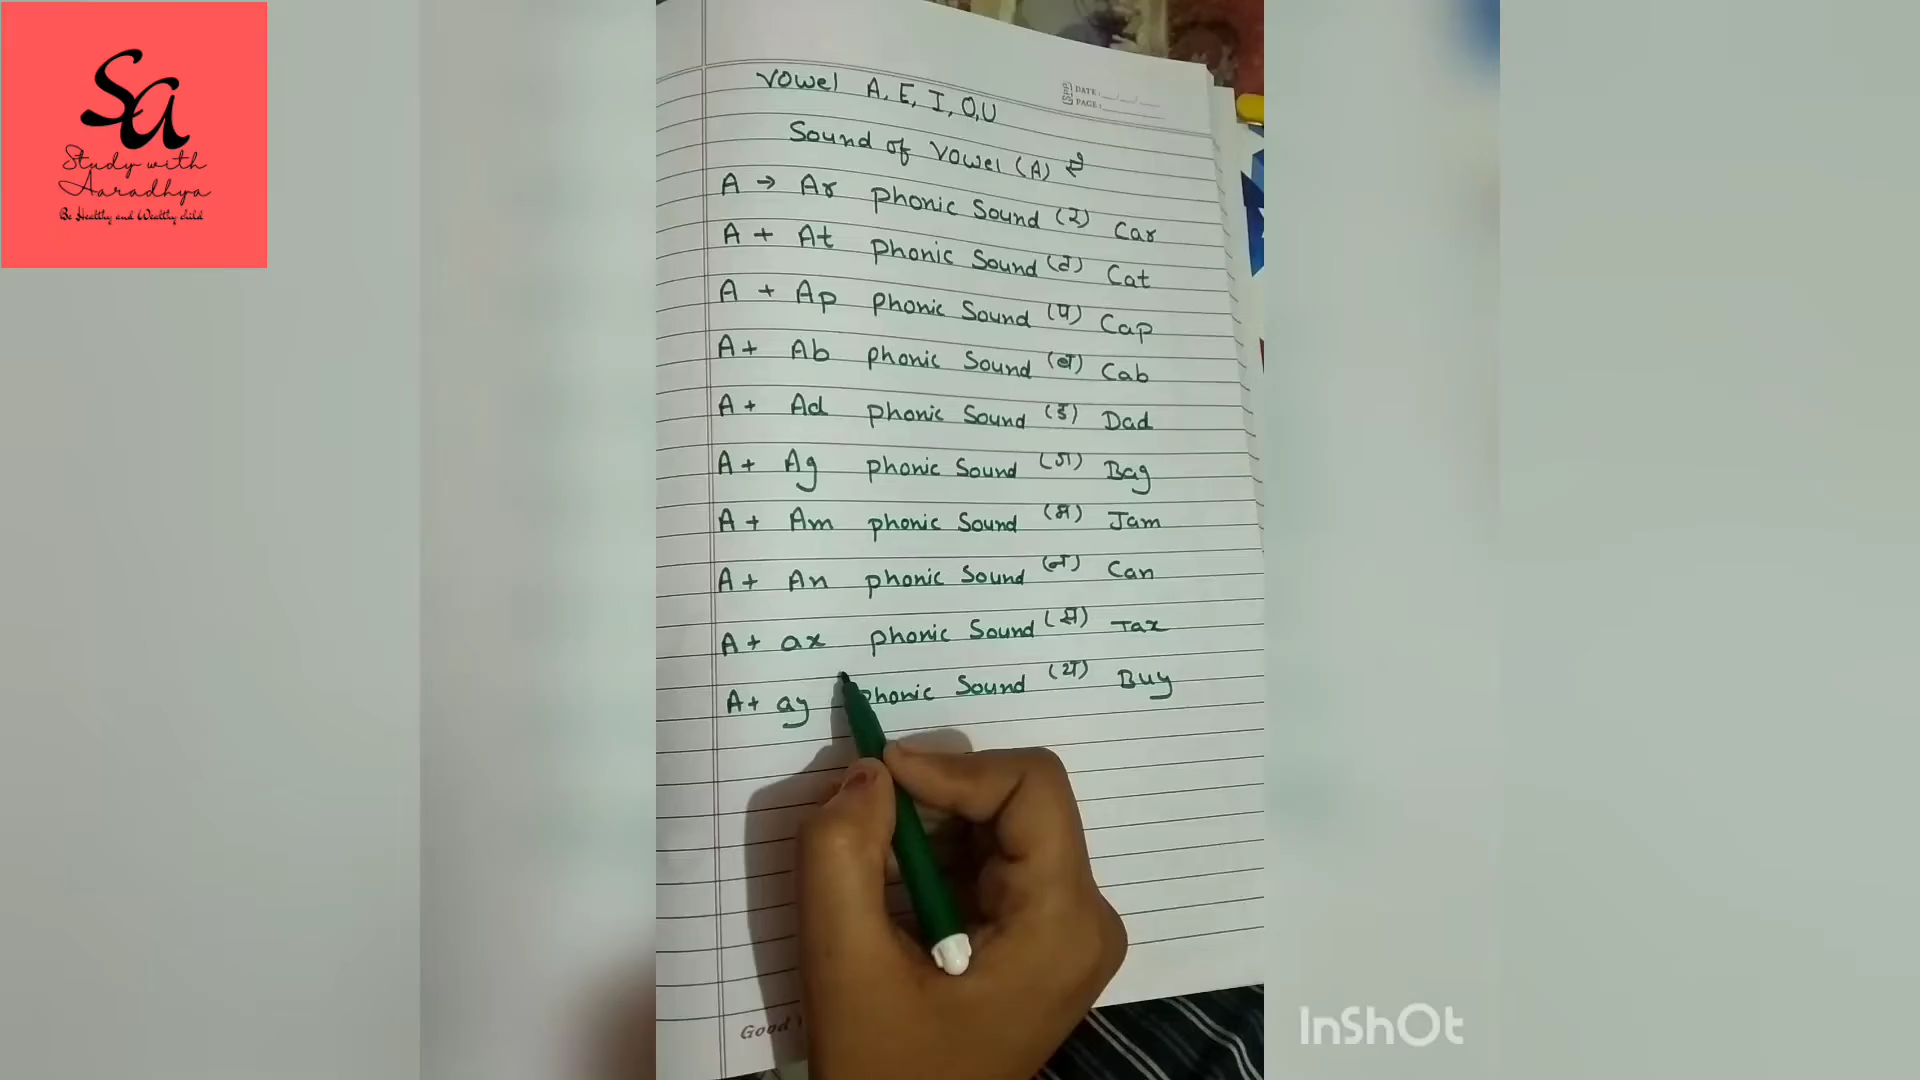 Sa
Study with
Aaradhya
Be Healthy and Wealthy child
DATE:
PAGE:
Vowel A, E, I, O, U
Sound of Vowel (A) ऐ
A → Ar phonic Sound (र) Car
A + At phonic Sound (त) Cat
A + Ap phonic Sound (प) Cap
A + Ab phonic Sound (ब) Cab
A + Ad phonic Sound (ड) Dad
A + Ag phonic Sound (ग) Bag
A + Am phonic Sound (म) Jam
A + An phonic Sound (न) Can
A + ax phonic Sound (स) Tax
A + ay phonic Sound (य) Buy
Good
InShOt